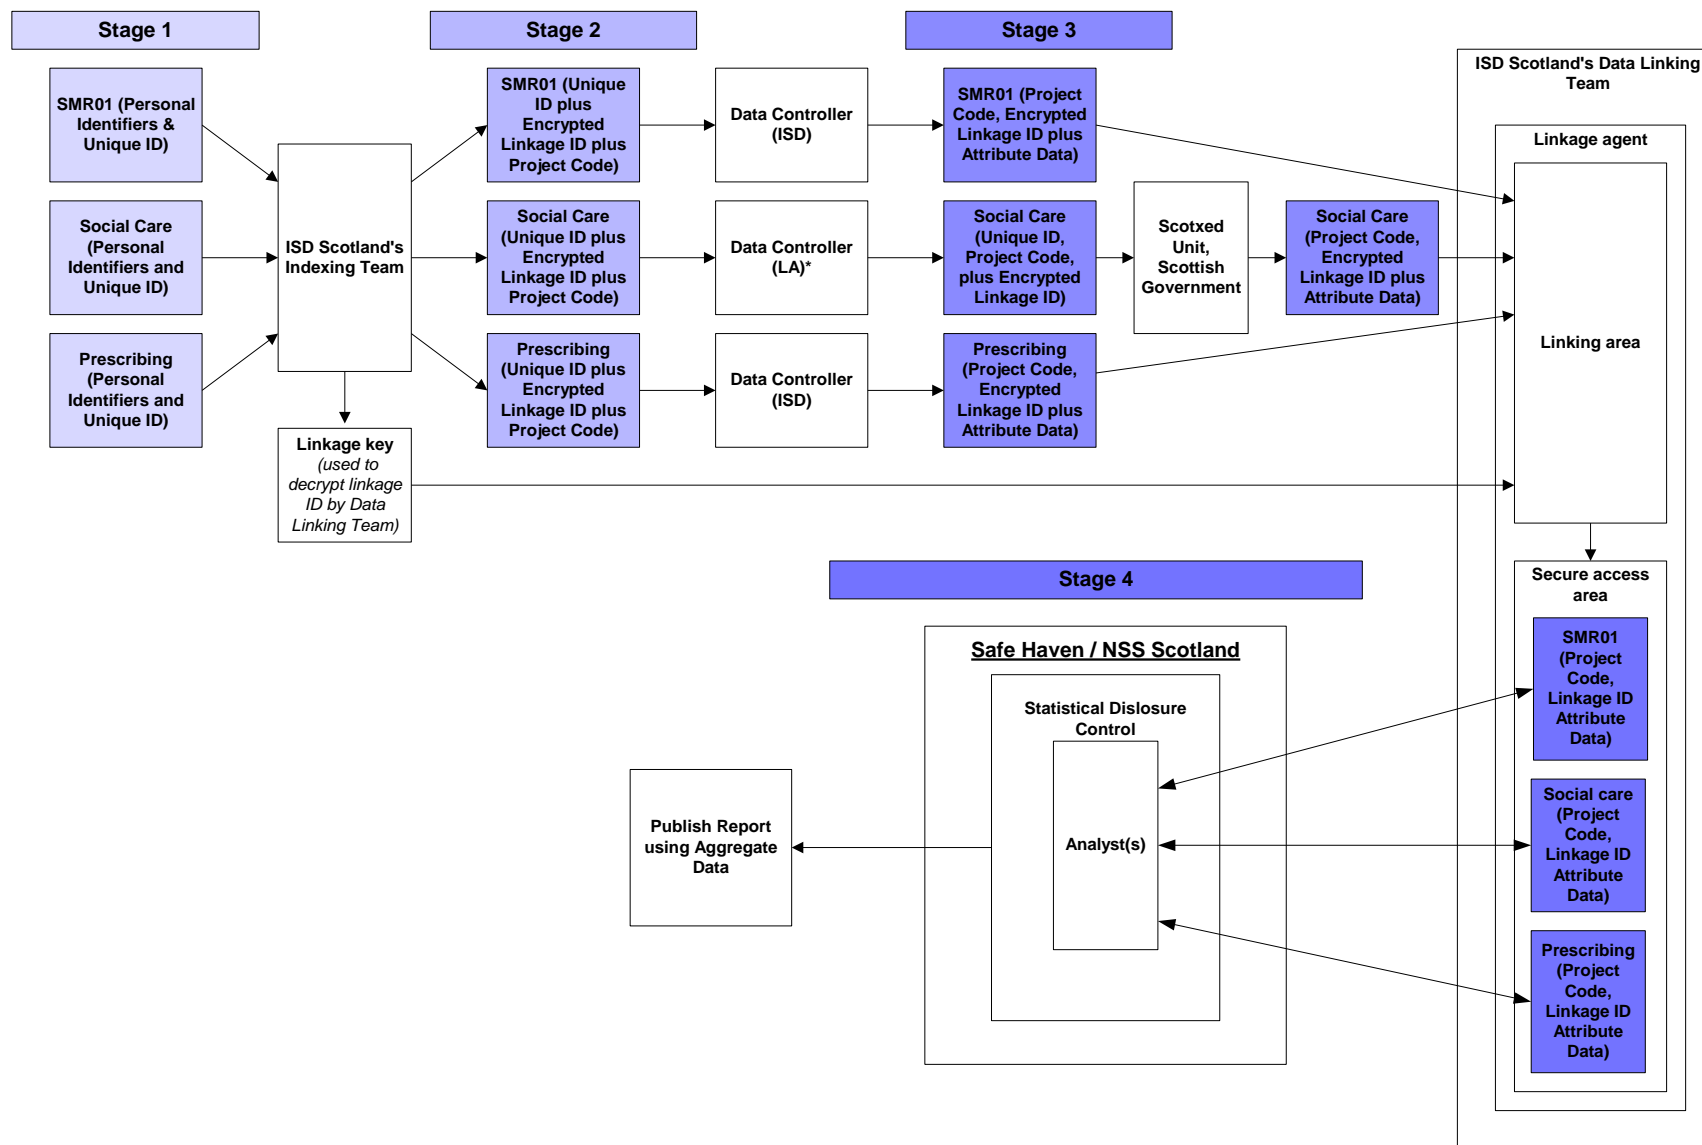 Stage 1
Stage 2
Stage 3
ISD Scotland's Data Linking
Team
SMR01 (Personal
Identifiers &
Unique ID)
SMR01 (Unique
ID plus
Encrypted
Linkage ID plus
Project Code)
Data Controller
(ISD)
SMR01 (Project
Code, Encrypted
Linkage ID plus
Attribute Data)
Linkage agent
Social Care
(Personal
Identifiers and
Unique ID)
ISD Scotland's
Indexing Team
Social Care
(Unique ID plus
Encrypted
Linkage ID plus
Project Code)
Data Controller
(LA)*
Social Care
(Unique ID,
Project Code,
plus Encrypted
Linkage ID)
Scotxed
Unit,
Scottish
Government
Social Care
(Project Code,
Encrypted
Linkage ID plus
Attribute Data)
Linking area
Prescribing
(Personal
Identifiers and
Unique ID)
Prescribing
(Unique ID plus
Encrypted
Linkage ID plus
Project Code)
Data Controller
(ISD)
Prescribing
(Project Code,
Encrypted
Linkage ID plus
Attribute Data)
Linkage key
(used to
decrypt linkage
ID by Data
Linking Team)
Stage 4
Secure access
area
Safe Haven / NSS Scotland
Statistical Dislosure
Control
Analyst(s)
Publish Report
using Aggregate
Data
SMR01
(Project
Code,
Linkage ID
Attribute
Data)
Social care
(Project
Code,
Linkage ID
Attribute
Data)
Prescribing
(Project
Code,
Linkage ID
Attribute
Data)